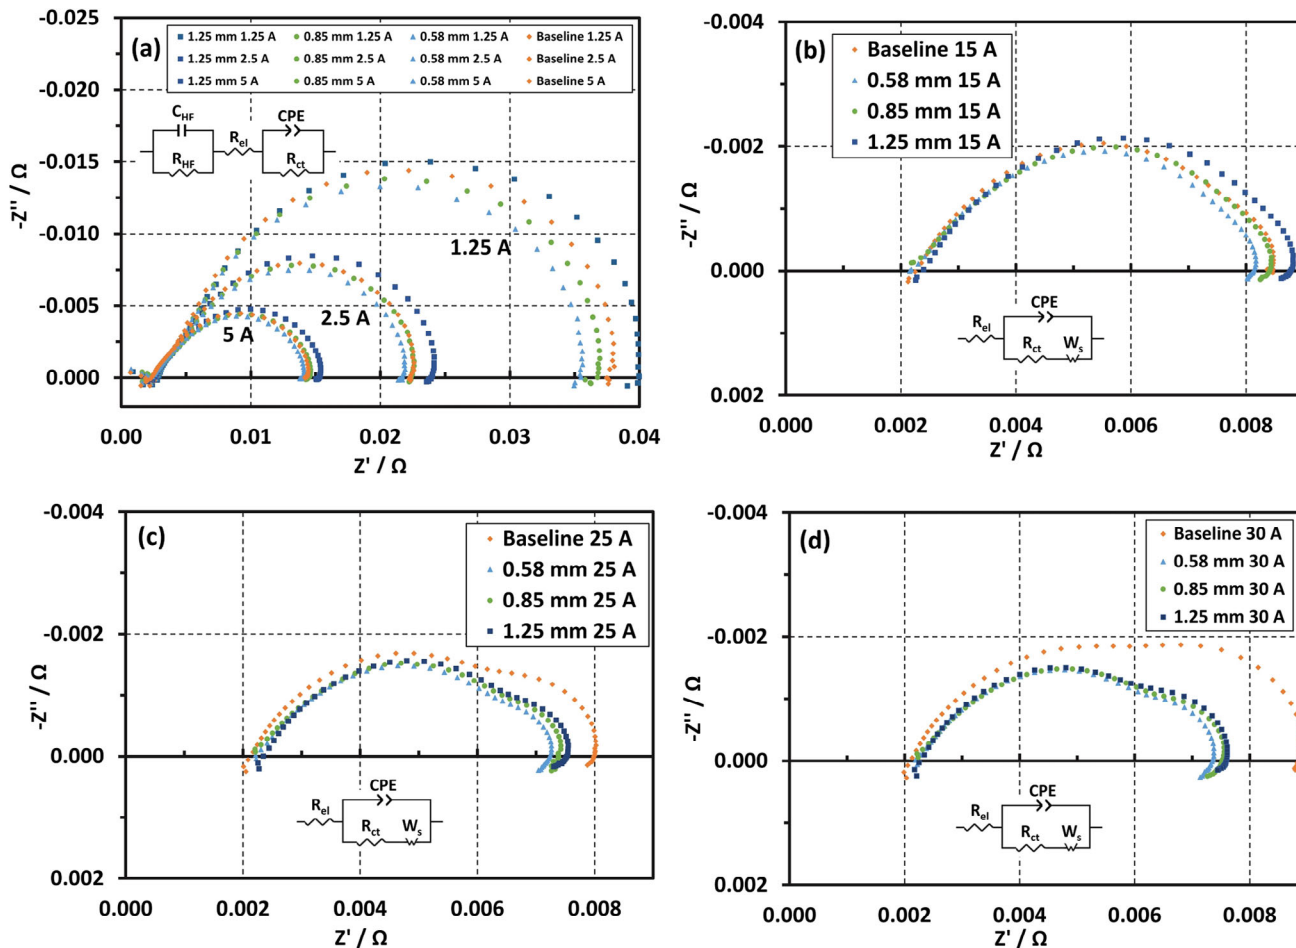 (a)
1.25 mm 1.25 A 0.85 mm 1.25 A 0.58 mm 1.25 A Baseline 1.25 A
1.25 mm 2.5 A 0.85 mm 2.5 A 0.58 mm 2.5 A Baseline 2.5 A
1.25 mm 5 A 0.85 mm 5 A 0.58 mm 5 A Baseline 5 A
-0.025
-0.020
-0.015
-0.010
-0.005
0.000
-Z'' / Ω
C_HF
R_HF
R_el
CPE
R_ct
1.25 A
2.5 A
5 A
0.00 0.01 0.02 0.03 0.04
Z' / Ω
(b)
Baseline 15 A
0.58 mm 15 A
0.85 mm 15 A
1.25 mm 15 A
-0.004
-0.002
0.000
0.002
-Z'' / Ω
CPE
R_el
R_ct W_s
0.000 0.002 0.004 0.006 0.008
Z' / Ω
(c)
Baseline 25 A
0.58 mm 25 A
0.85 mm 25 A
1.25 mm 25 A
-0.004
-0.002
0.000
0.002
-Z'' / Ω
CPE
R_el
R_ct W_s
0.000 0.002 0.004 0.006 0.008
Z' / Ω
(d)
Baseline 30 A
0.58 mm 30 A
0.85 mm 30 A
1.25 mm 30 A
-0.004
-0.002
0.000
0.002
-Z'' / Ω
CPE
R_el
R_ct W_s
0.000 0.002 0.004 0.006 0.008
Z' / Ω